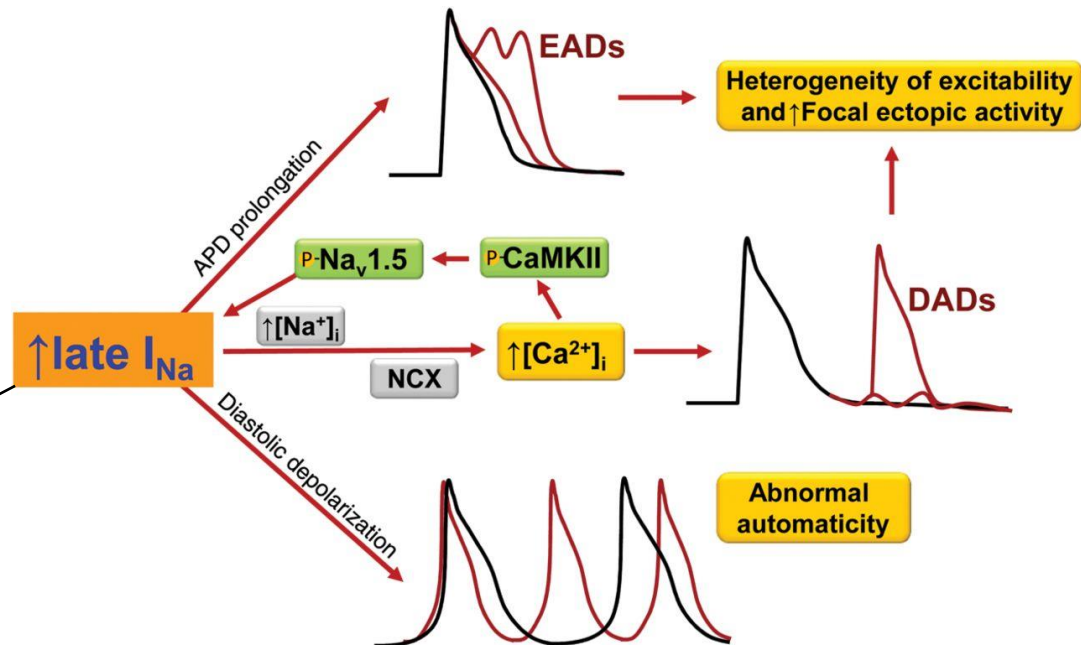 EADs
Heterogeneity of excitability
and ↑Focal ectopic activity
APD prolongation
P-Naᵥ1.5
P-CaMKII
DADs
↑[Na⁺]ᵢ
↑late I_Na
NCX
↑[Ca²⁺]ᵢ
Diastolic depolarization
Abnormal
automaticity